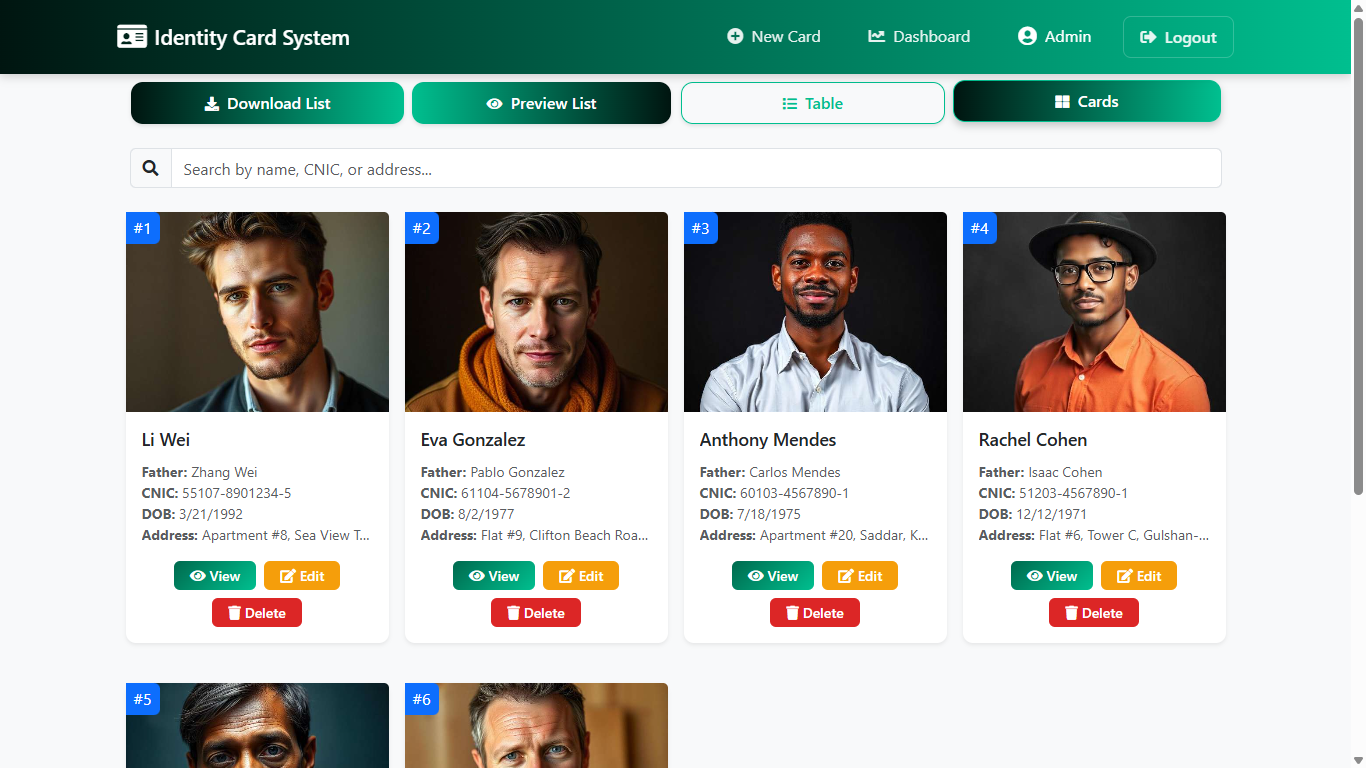 Identity Card System
New Card
Dashboard
Admin
Logout
Download List
Preview List
Table
Cards
Search by name, CNIC, or address...
#1
#2
#3
#4
Li Wei
Father: Zhang Wei
CNIC: 55107-8901234-5
DOB: 3/21/1992
Address: Apartment #8, Sea View T...
View
Edit
Delete
Eva Gonzalez
Father: Pablo Gonzalez
CNIC: 61104-5678901-2
DOB: 8/2/1977
Address: Flat #9, Clifton Beach Roa...
View
Edit
Delete
Anthony Mendes
Father: Carlos Mendes
CNIC: 60103-4567890-1
DOB: 7/18/1975
Address: Apartment #20, Saddar, K...
View
Edit
Delete
Rachel Cohen
Father: Isaac Cohen
CNIC: 51203-4567890-1
DOB: 12/12/1971
Address: Flat #6, Tower C, Gulshan-...
View
Edit
Delete
#5
#6